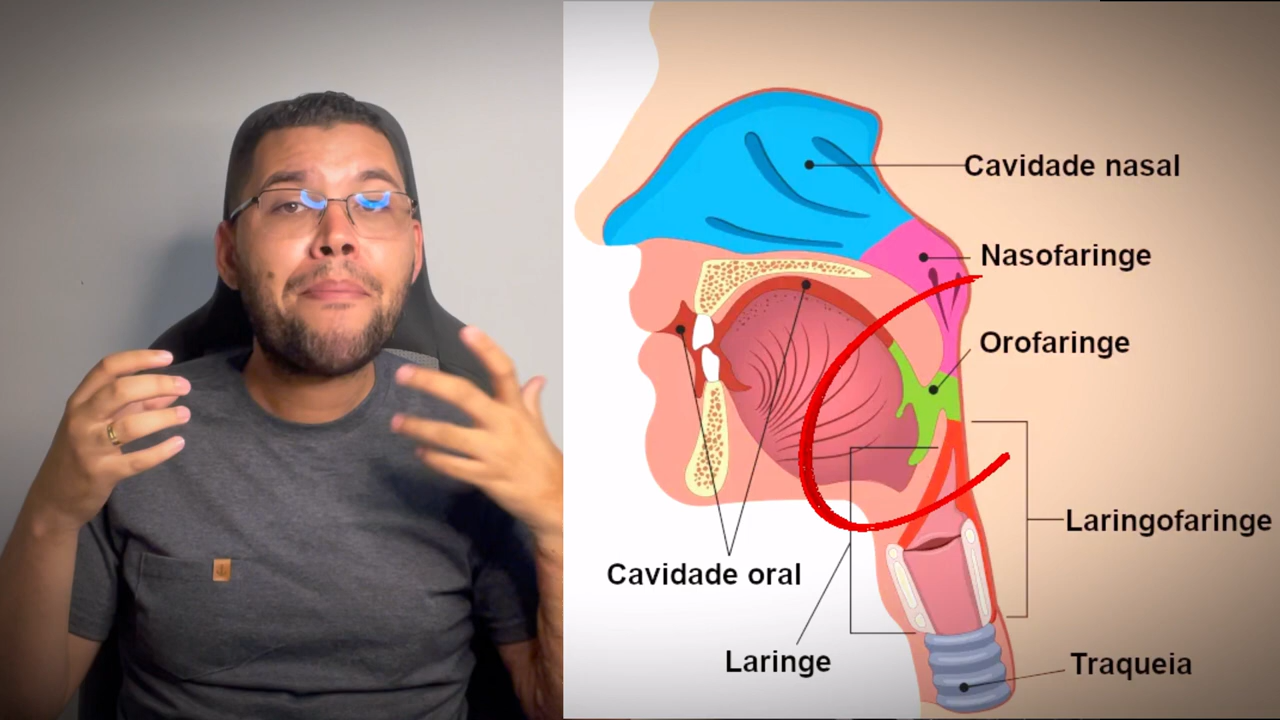 Cavidade nasal
Nasofaringe
Orofaringe
Laringofaringe
Cavidade oral
Laringe
Traqueia